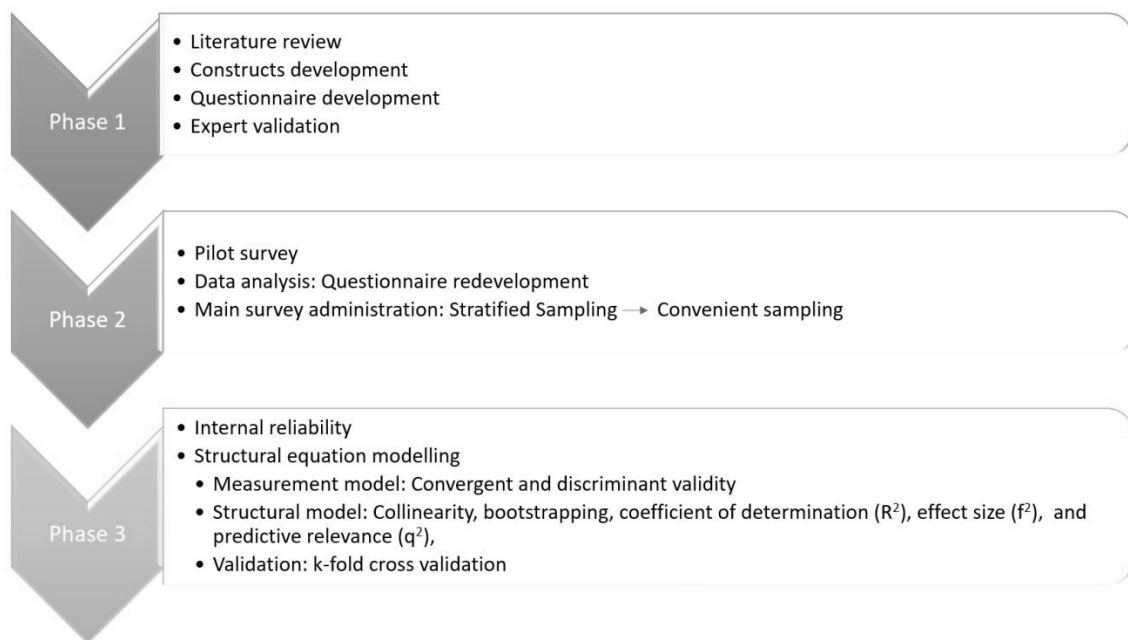 Phase 1
• Literature review
• Constructs development
• Questionnaire development
• Expert validation
Phase 2
• Pilot survey
• Data analysis: Questionnaire redevelopment
• Main survey administration: Stratified Sampling → Convenient sampling
Phase 3
• Internal reliability
• Structural equation modelling
• Measurement model: Convergent and discriminant validity
• Structural model: Collinearity, bootstrapping, coefficient of determination (R²), effect size (f²), and
predictive relevance (q²),
• Validation: k-fold cross validation